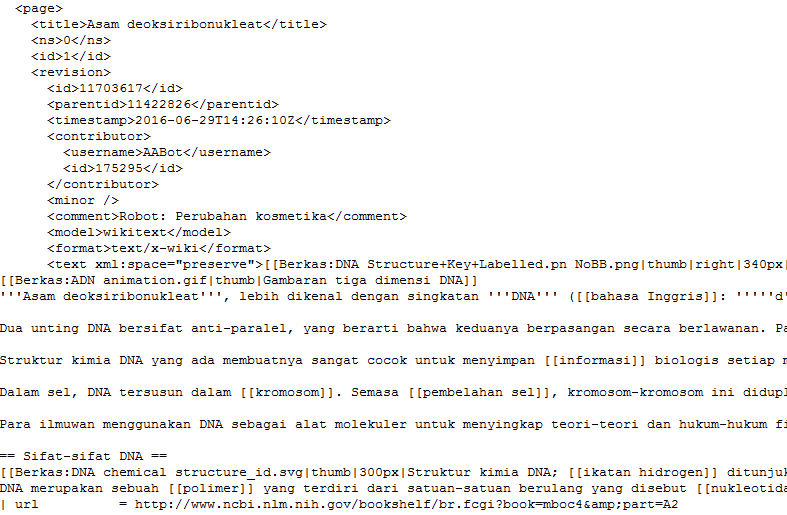 <page>
<title>Asam deoksiribonukleat</title>
<ns>0</ns>
<id>1</id>
<revision>
<id>11703617</id>
<parentid>11422826</parentid>
<timestamp>2016-06-29T14:26:10Z</timestamp>
<contributor>
<username>AABot</username>
<id>175295</id>
</contributor>
<minor />
<comment>Robot: Perubahan kosmetika</comment>
<model>wikitext</model>
<format>text/x-wiki</format>
<text xml:space="preserve">[[Berkas:DNA Structure+Key+Labelled.pn NoBB.png|thumb|right|340px|
[[Berkas:ADN animation.gif|thumb|Gambaran tiga dimensi DNA]]
'''Asam deoksiribonukleat''', lebih dikenal dengan singkatan '''DNA''' ([[bahasa Inggris]]: '''''d'
Dua unting DNA bersifat anti-paralel, yang berarti bahwa keduanya berpasangan secara berlawanan. Pa
Struktur kimia DNA yang ada membuatnya sangat cocok untuk menyimpan [[informasi]] biologis setiap m
Dalam sel, DNA tersusun dalam [[kromosom]]. Semasa [[pembelahan sel]], kromosom-kromosom ini didupl
Para ilmuwan menggunakan DNA sebagai alat molekuler untuk menyingkap teori-teori dan hukum-hukum fi
== Sifat-sifat DNA ==
[[Berkas:DNA chemical structure_id.svg|thumb|300px|Struktur kimia DNA; [[ikatan hidrogen]] ditunjuk
DNA merupakan sebuah [[polimer]] yang terdiri dari satuan-satuan berulang yang disebut [[nukleotida
| url = http://www.ncbi.nlm.nih.gov/bookshelf/br.fcgi?book=mboc4&amp;part=A2